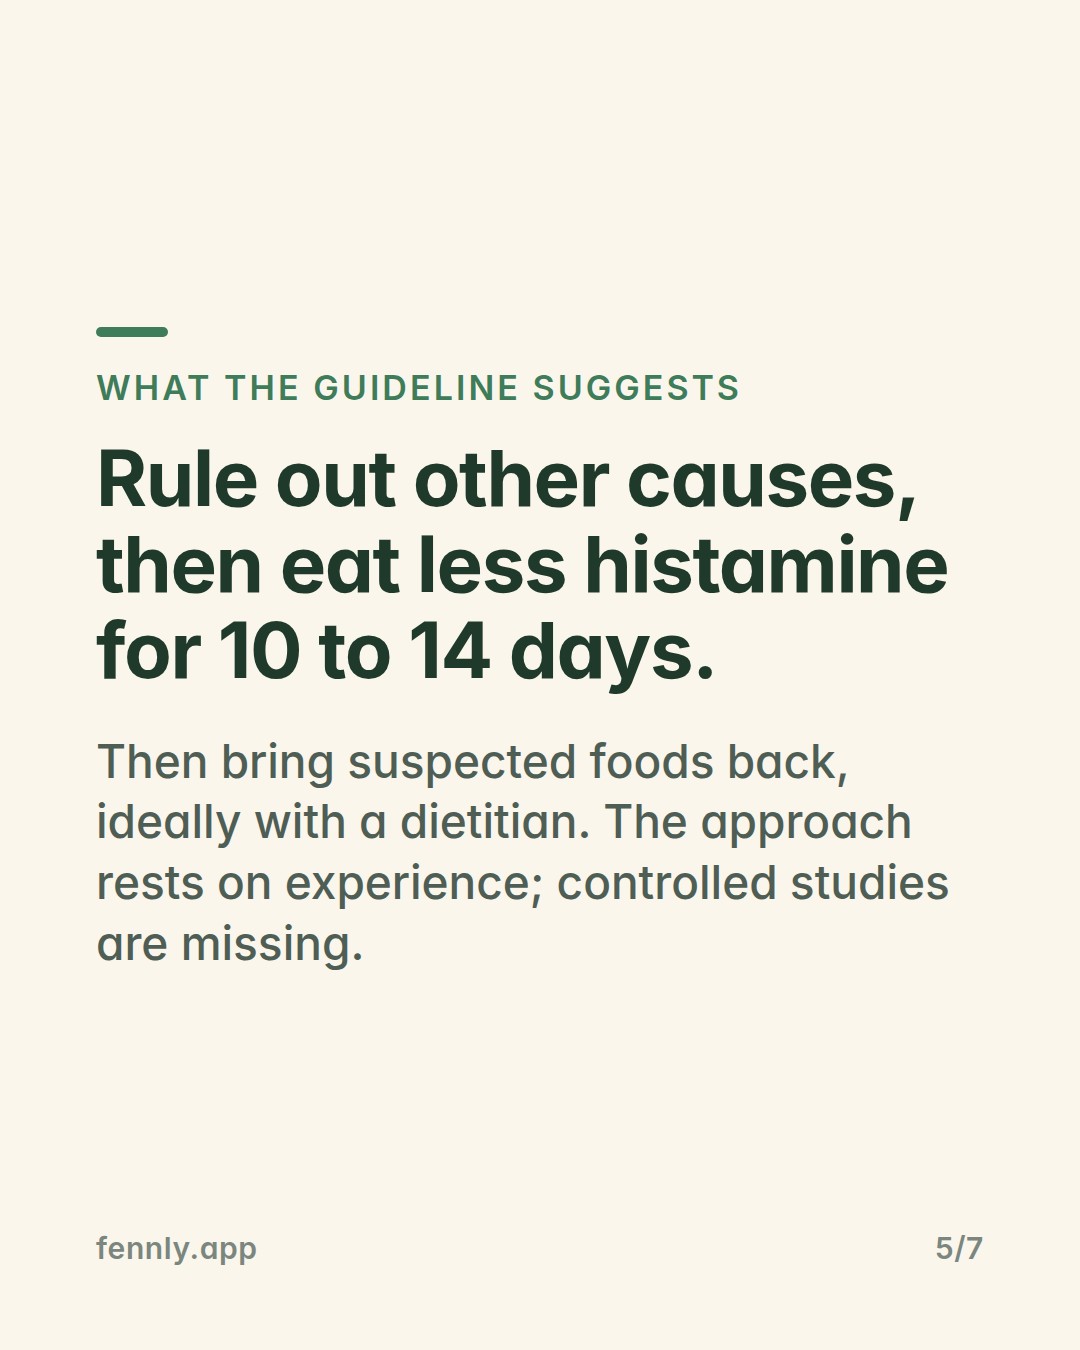 WHAT THE GUIDELINE SUGGESTS
Rule out other causes,
then eat less histamine
for 10 to 14 days.
Then bring suspected foods back,
ideally with a dietitian. The approach
rests on experience; controlled studies
are missing.
fennly.app
5/7